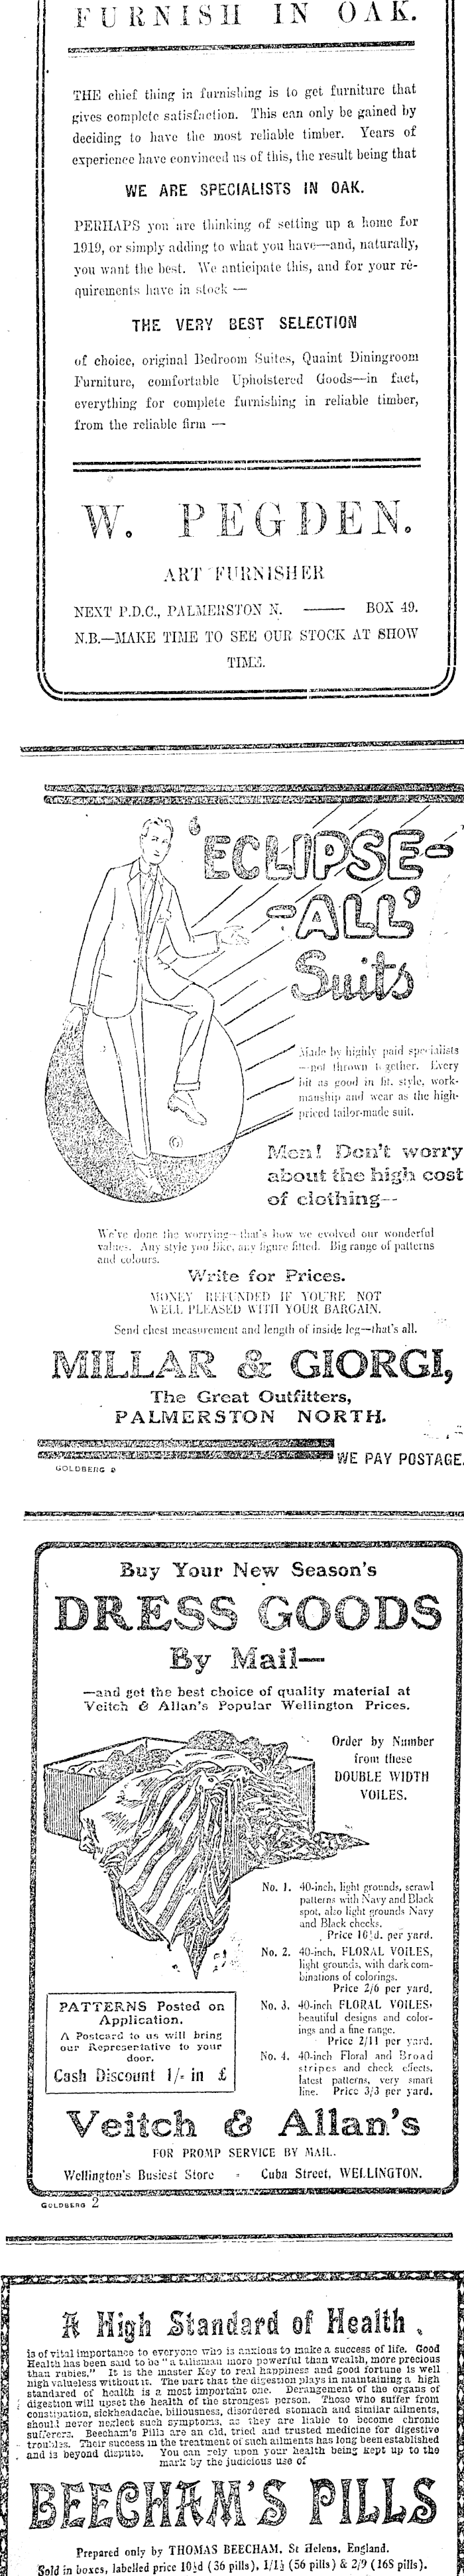 FURNISH IN OAK.
THE chief thing in furnishing is to get furniture that
gives complete satisfaction. This can only be gained by
deciding to have the most reliable timber. Years of
experience have convinced us of this, the result being that
WE ARE SPECIALISTS IN OAK.
PERHAPS you are thinking of setting up a home for
1919, or simply adding to what you have—and, naturally,
you want the best. We anticipate this, and for your re-
quirements have in stock —
THE VERY BEST SELECTION
of choice, original Bedroom Suites, Quaint Diningroom
Furniture, comfortable Upholstered Goods—in fact,
everything for complete furnishing in reliable timber,
from the reliable firm —
W. PEGDEN.
ART FURNISHER
NEXT P.D.C., PALMERSTON N. —— BOX 49.
N.B.—MAKE TIME TO SEE OUR STOCK AT SHOW
TIME.
'ECLIPSE-
-ALL'
Suits
Made by highly paid specialists
—not thrown together. Every
bit as good in fit, style, work-
manship and wear as the high-
priced tailor-made suit.
Men! Don't worry
about the high cost
of clothing--
We've done the worrying—that's how we evolved our wonderful
values. Any style you like, any figure fitted. Big range of patterns
and colours.
Write for Prices.
MONEY REFUNDED IF YOU'RE NOT
WELL PLEASED WITH YOUR BARGAIN.
Send chest measurement and length of inside leg—that's all.
MILLAR & GIORGI,
The Great Outfitters,
PALMERSTON NORTH.
WE PAY POSTAGE.
GOLDBERG 2
Buy Your New Season's
DRESS GOODS
By Mail—
—and get the best choice of quality material at
Veitch & Allan's Popular Wellington Prices.
Order by Number
from these
DOUBLE WIDTH
VOILES.
No. 1. 40-inch, light grounds, scrawl
patterns with Navy and Black
spot, also light grounds Navy
and Black checks.
Price 16½d. per yard.
No. 2. 40-inch, FLORAL VOILES,
light grounds, with dark com-
binations of colorings.
Price 2/6 per yard.
No. 3. 40-inch FLORAL VOILES,
beautiful designs and color-
ings and a fine range.
Price 2/11 per yard.
No. 4. 40-inch Floral and Broad
stripes and check effects,
latest patterns, very smart
line. Price 3/3 per yard.
PATTERNS Posted on
Application.
A Postcard to us will bring
our Representative to your
door.
Cash Discount 1/- in £
Veitch & Allan's
FOR PROMP SERVICE BY MAIL.
Wellington's Busiest Store - Cuba Street, WELLINGTON.
GOLDBERG 2
A High Standard of Health
is of vital importance to everyone who is anxious to make a success of life. Good
Health has been said to be "a talisman more powerful than wealth, more precious
than rubies." It is the master Key to real happiness and good fortune is well
nigh valueless without it. The part that the digestion plays in maintaining a high
standard of health is a most important one. Derangement of the organs of
digestion will upset the health of the strongest person. Those who suffer from
constipation, sickheadache, biliousness, disordered stomach and similar ailments,
should never neglect such symptoms, as they are liable to become chronic
sufferers. Beecham's Pills are an old, tried and trusted medicine for digestive
troubles. Their success in the treatment of such ailments has long been established
and is beyond dispute. You can rely upon your health being kept up to the
mark by the judicious use of
BEECHAM'S PILLS
Prepared only by THOMAS BEECHAM, St Helens, England.
Sold in boxes, labelled price 10½d (36 pills), 1/1½ (56 pills) & 2/9 (168 pills).